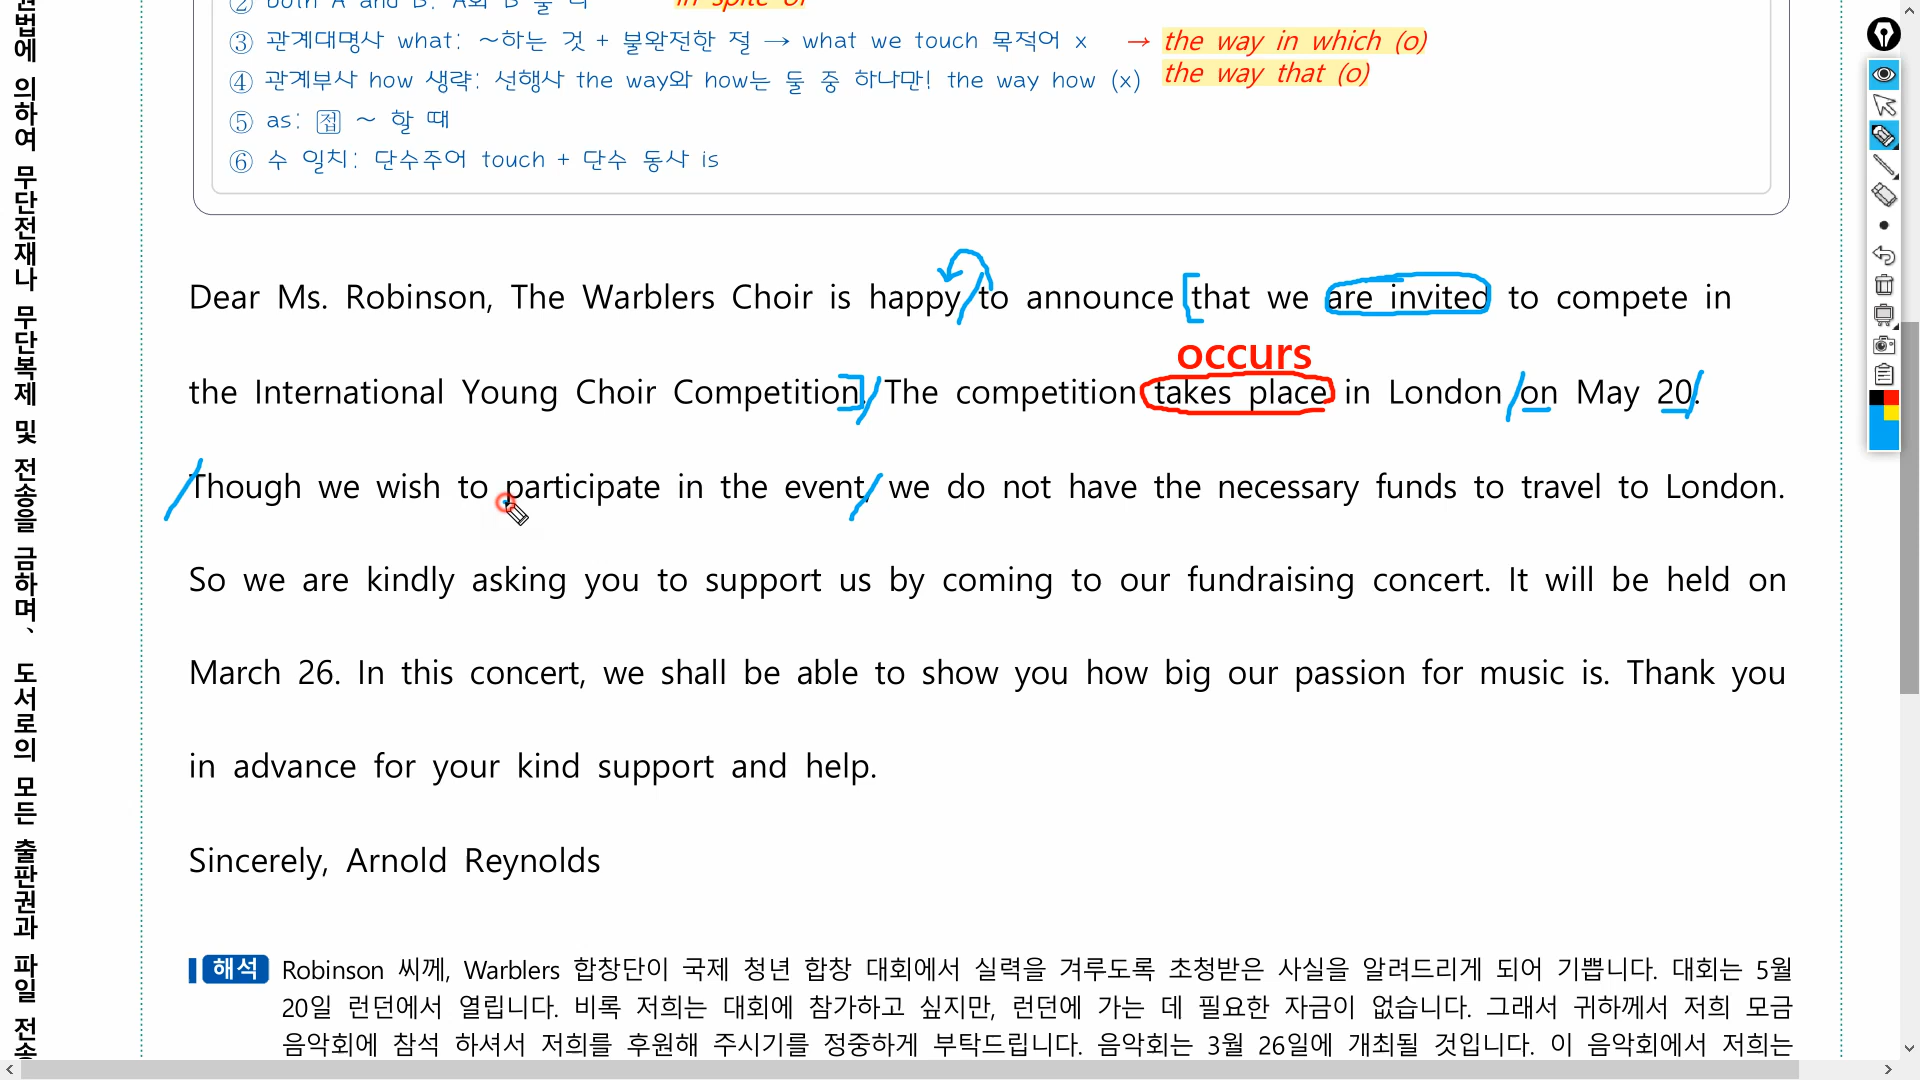 ② both A and B: A와 B 둘 다 in spite of
③ 관계대명사 what: ~하는 것 + 불완전한 절 → what we touch 목적어 x → the way in which (o)
④ 관계부사 how 생략: 선행사 the way와 how는 둘 중 하나만! the way how (x) the way that (o)
⑤ as: 접 ~ 할 때
⑥ 수 일치: 단수주어 touch + 단수 동사 is
Dear Ms. Robinson, The Warblers Choir is happy to announce that we are invited to compete in
occurs
the International Young Choir Competition. The competition takes place in London on May 20.
Though we wish to participate in the event, we do not have the necessary funds to travel to London.
So we are kindly asking you to support us by coming to our fundraising concert. It will be held on
March 26. In this concert, we shall be able to show you how big our passion for music is. Thank you
in advance for your kind support and help.
Sincerely, Arnold Reynolds
해석 Robinson 씨께, Warblers 합창단이 국제 청년 합창 대회에서 실력을 겨루도록 초청받은 사실을 알려드리게 되어 기쁩니다. 대회는 5월
20일 런던에서 열립니다. 비록 저희는 대회에 참가하고 싶지만, 런던에 가는 데 필요한 자금이 없습니다. 그래서 귀하께서 저희 모금
음악회에 참석 하셔서 저희를 후원해 주시기를 정중하게 부탁드립니다. 음악회는 3월 26일에 개최될 것입니다. 이 음악회에서 저희는
의하여 무단전재나 무단복제 및 전송을 금하며、 도서로의 모든 출판권과 파일